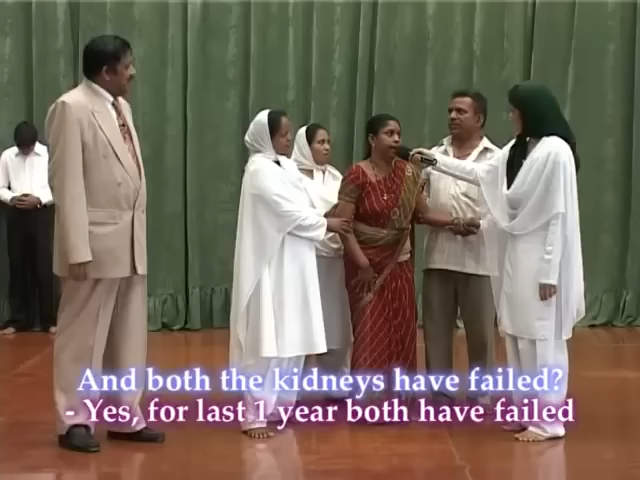 And both the kidneys have failed?
- Yes, for last 1 year both have failed